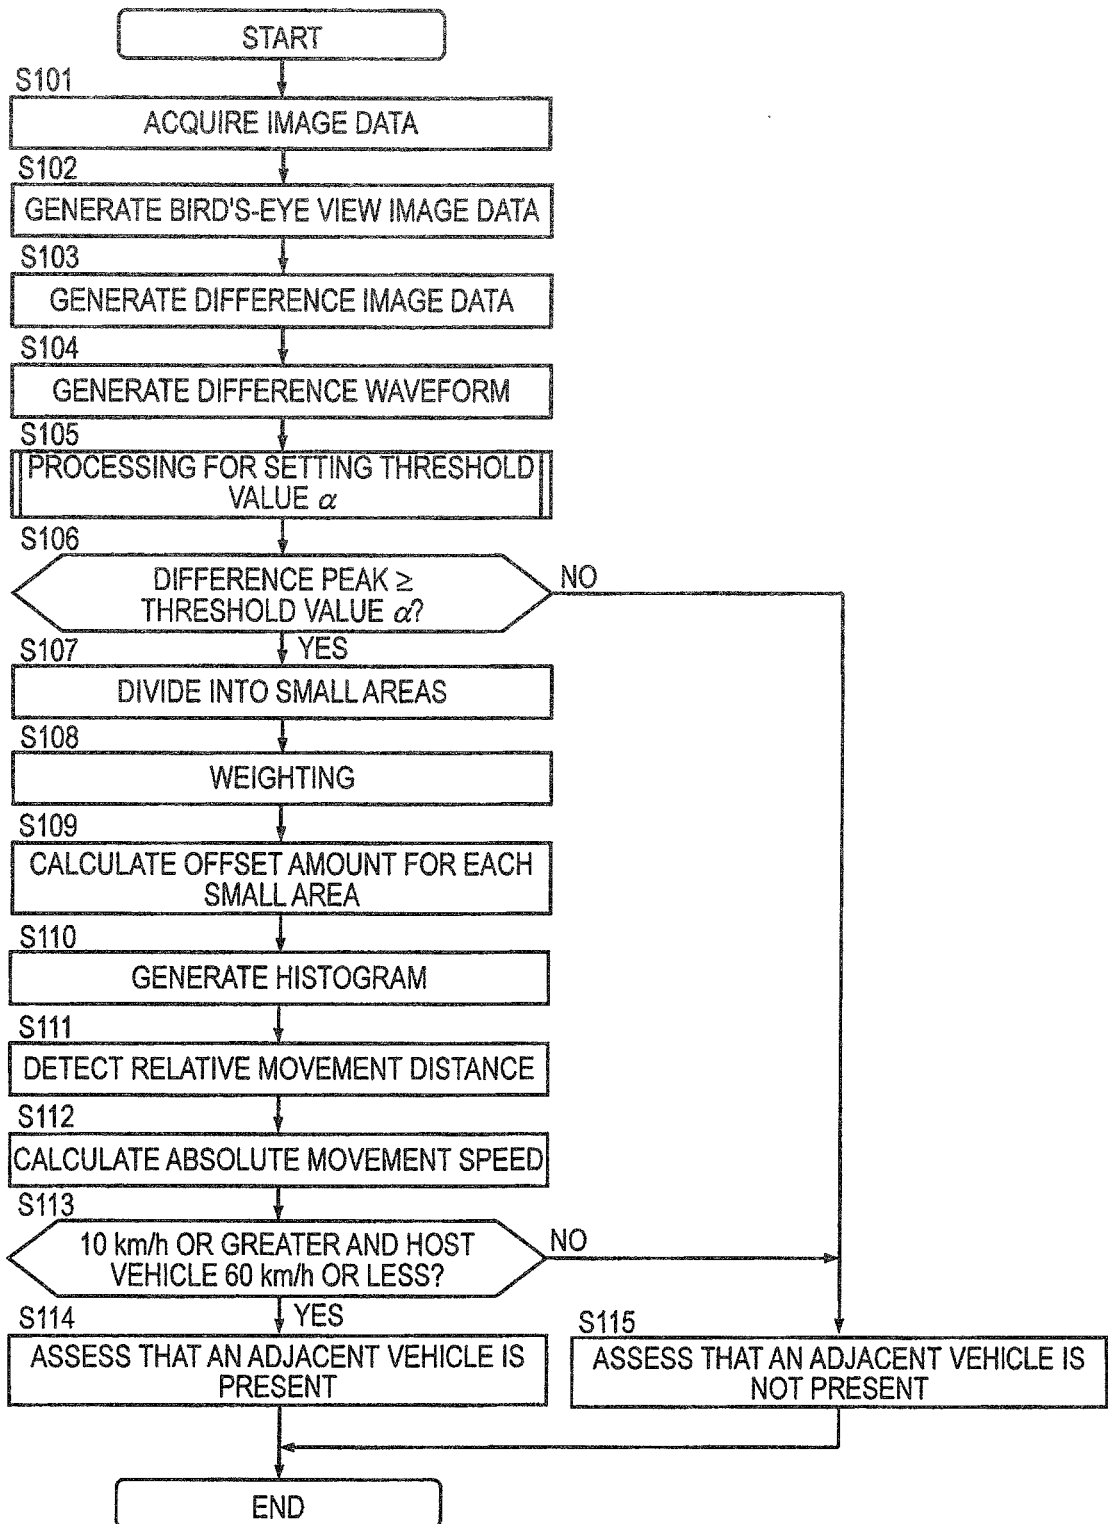 START
S101
ACQUIRE IMAGE DATA
S102
GENERATE BIRD'S-EYE VIEW IMAGE DATA
S103
GENERATE DIFFERENCE IMAGE DATA
S104
GENERATE DIFFERENCE WAVEFORM
S105
PROCESSING FOR SETTING THRESHOLD
VALUE α
S106
DIFFERENCE PEAK ≥
THRESHOLD VALUE α?
NO
YES
S107
DIVIDE INTO SMALL AREAS
S108
WEIGHTING
S109
CALCULATE OFFSET AMOUNT FOR EACH
SMALL AREA
S110
GENERATE HISTOGRAM
S111
DETECT RELATIVE MOVEMENT DISTANCE
S112
CALCULATE ABSOLUTE MOVEMENT SPEED
S113
10 km/h OR GREATER AND HOST
VEHICLE 60 km/h OR LESS?
NO
YES
S114
ASSESS THAT AN ADJACENT VEHICLE IS
PRESENT
S115
ASSESS THAT AN ADJACENT VEHICLE IS
NOT PRESENT
END